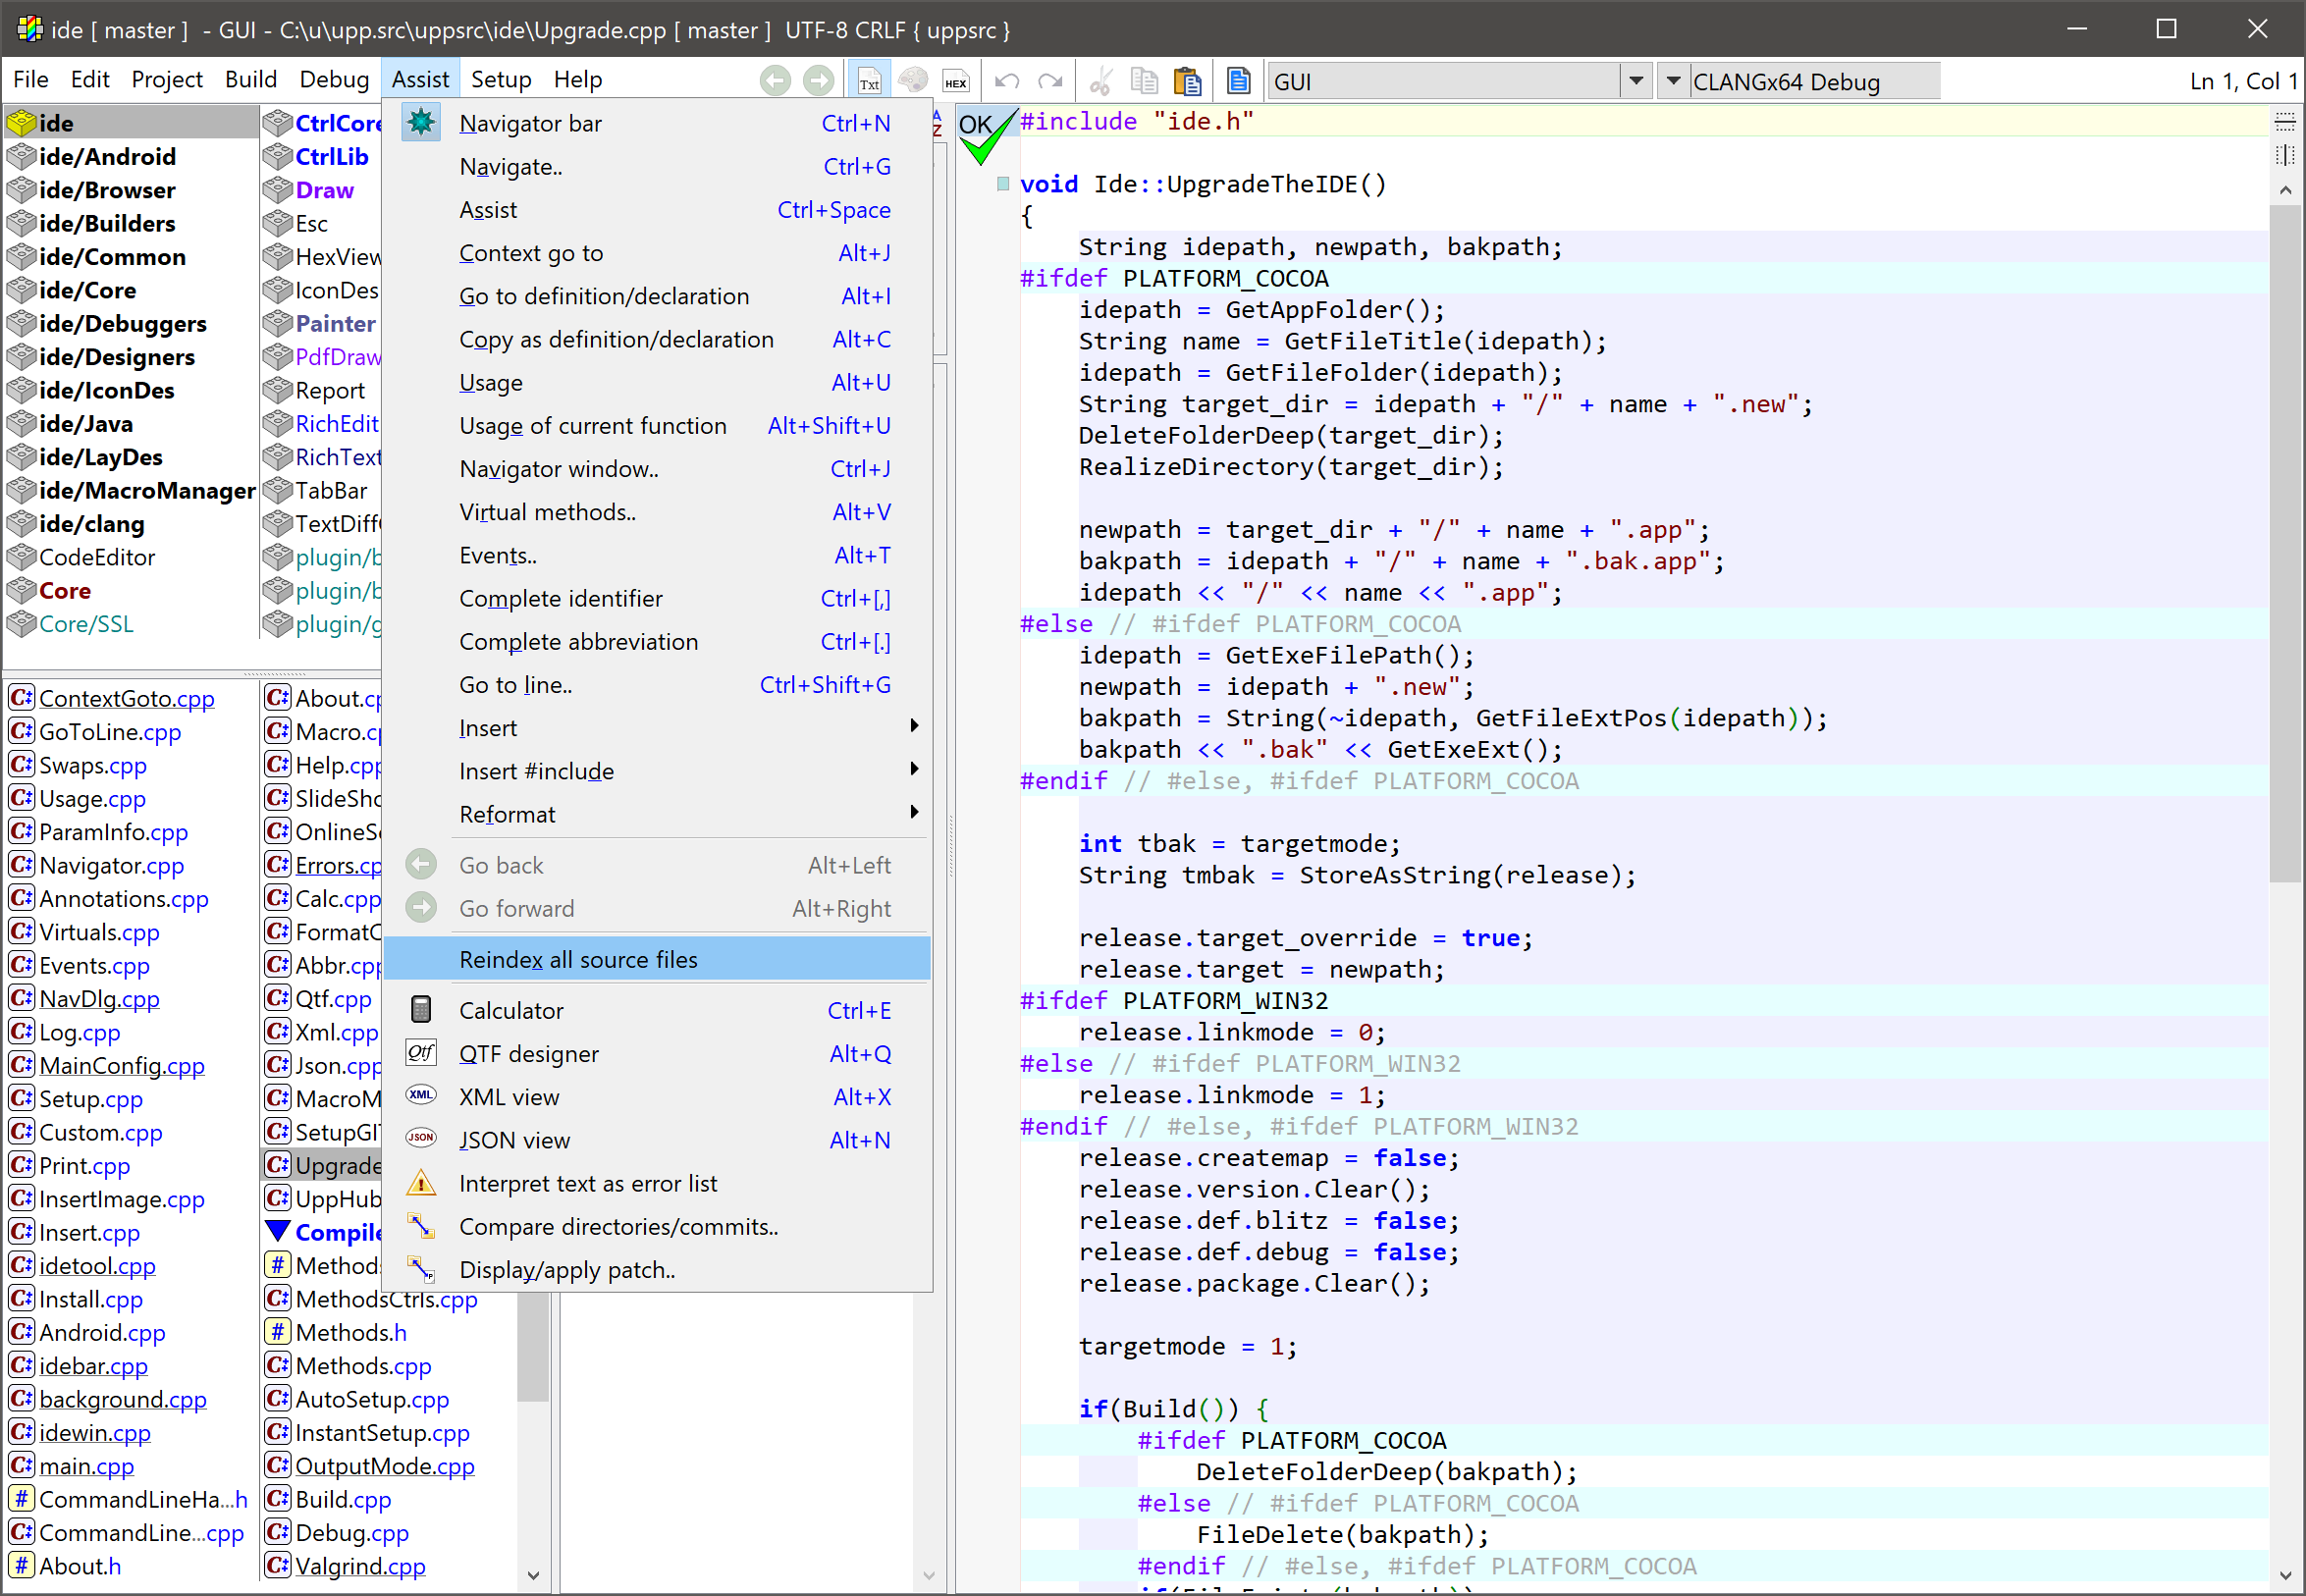 ide [ master ]  - GUI - C:\u\upp.src\uppsrc\ide\Upgrade.cpp [ master ]  UTF-8 CRLF { uppsrc }
File Edit Project Build Debug Assist Setup Help Txt HEX GUI CLANGx64 Debug Ln 1, Col 1
ide
ide/Android
ide/Browser
ide/Builders
ide/Common
ide/Core
ide/Debuggers
ide/Designers
ide/IconDes
ide/Java
ide/LayDes
ide/MacroManager
ide/clang
CodeEditor
Core
Core/SSL
CtrlCore
CtrlLib
Draw
Esc
HexView
IconDes
Painter
PdfDraw
Report
RichEdit
RichText
TabBar
TextDiff
plugin/b
plugin/b
plugin/g
ContextGoto.cpp
GoToLine.cpp
Swaps.cpp
Usage.cpp
ParamInfo.cpp
Navigator.cpp
Annotations.cpp
Virtuals.cpp
Events.cpp
NavDlg.cpp
Log.cpp
MainConfig.cpp
Setup.cpp
Custom.cpp
Print.cpp
InsertImage.cpp
Insert.cpp
idetool.cpp
Install.cpp
Android.cpp
idebar.cpp
background.cpp
idewin.cpp
main.cpp
CommandLineHa...h
CommandLine...cpp
About.h
About.cp
Macro.cp
Help.cpp
SlideSho
OnlineSe
Errors.cp
Calc.cpp
FormatC
Abbr.cpp
Qtf.cpp
Xml.cpp
Json.cpp
MacroM
SetupGIT
Upgrade
UppHub
Compile
Methods
MethodsCtrls.cpp
Methods.h
Methods.cpp
AutoSetup.cpp
InstantSetup.cpp
OutputMode.cpp
Build.cpp
Debug.cpp
Valgrind.cpp
Navigator bar Ctrl+N
Navigate.. Ctrl+G
Assist Ctrl+Space
Context go to Alt+J
Go to definition/declaration Alt+I
Copy as definition/declaration Alt+C
Usage Alt+U
Usage of current function Alt+Shift+U
Navigator window.. Ctrl+J
Virtual methods.. Alt+V
Events.. Alt+T
Complete identifier Ctrl+[,]
Complete abbreviation Ctrl+[.]
Go to line.. Ctrl+Shift+G
Insert
Insert #include
Reformat
Go back Alt+Left
Go forward Alt+Right
Reindex all source files
Calculator Ctrl+E
Qtf QTF designer Alt+Q
XML XML view Alt+X
JSON JSON view Alt+N
Interpret text as error list
Compare directories/commits..
Display/apply patch..
A
Z
OK
#include "ide.h"
void Ide::UpgradeTheIDE()
{
String idepath, newpath, bakpath;
#ifdef PLATFORM_COCOA
idepath = GetAppFolder();
String name = GetFileTitle(idepath);
idepath = GetFileFolder(idepath);
String target_dir = idepath + "/" + name + ".new";
DeleteFolderDeep(target_dir);
RealizeDirectory(target_dir);
newpath = target_dir + "/" + name + ".app";
bakpath = idepath + "/" + name + ".bak.app";
idepath << "/" << name << ".app";
#else // #ifdef PLATFORM_COCOA
idepath = GetExeFilePath();
newpath = idepath + ".new";
bakpath = String(~idepath, GetFileExtPos(idepath));
bakpath << ".bak" << GetExeExt();
#endif // #else, #ifdef PLATFORM_COCOA
int tbak = targetmode;
String tmbak = StoreAsString(release);
release.target_override = true;
release.target = newpath;
#ifdef PLATFORM_WIN32
release.linkmode = 0;
#else // #ifdef PLATFORM_WIN32
release.linkmode = 1;
#endif // #else, #ifdef PLATFORM_WIN32
release.createmap = false;
release.version.Clear();
release.def.blitz = false;
release.def.debug = false;
release.package.Clear();
targetmode = 1;
if(Build()) {
#ifdef PLATFORM_COCOA
DeleteFolderDeep(bakpath);
#else // #ifdef PLATFORM_COCOA
FileDelete(bakpath);
#endif // #else, #ifdef PLATFORM_COCOA